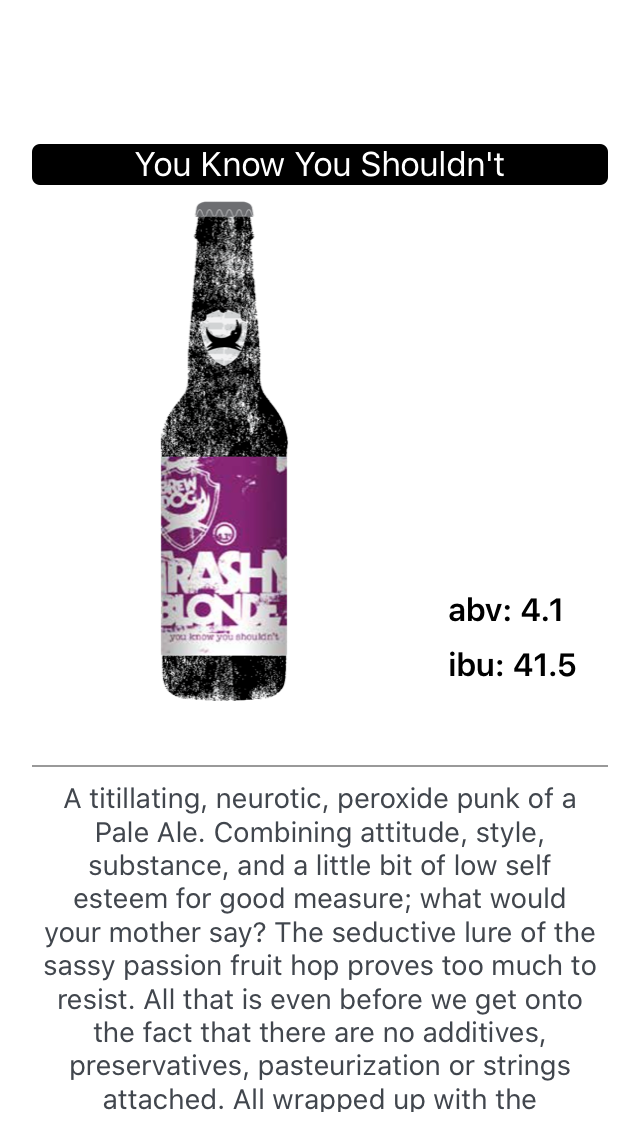 You Know You Shouldn't
BREW
DOG
TRASHY
BLONDE
you know you shouldn't
abv: 4.1
ibu: 41.5
A titillating, neurotic, peroxide punk of a
Pale Ale. Combining attitude, style,
substance, and a little bit of low self
esteem for good measure; what would
your mother say? The seductive lure of the
sassy passion fruit hop proves too much to
resist. All that is even before we get onto
the fact that there are no additives,
preservatives, pasteurization or strings
attached. All wrapped up with the